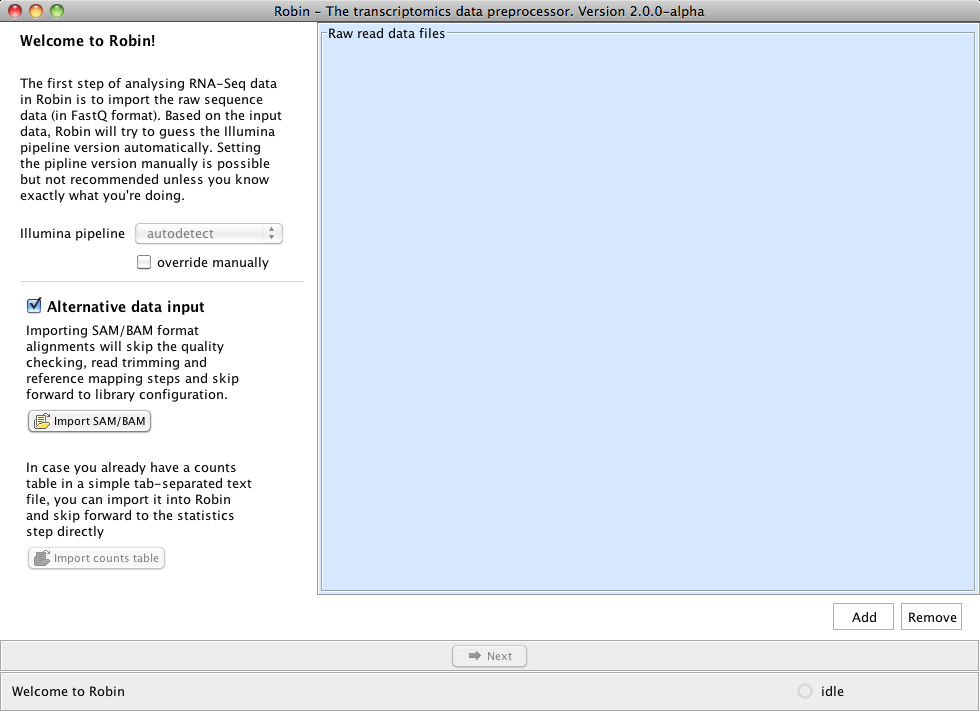 Robin - The transcriptomics data preprocessor. Version 2.0.0-alpha
Welcome to Robin!
The first step of analysing RNA-Seq data
in Robin is to import the raw sequence
data (in FastQ format). Based on the input
data, Robin will try to guess the Illumina
pipeline version automatically. Setting
the pipline version manually is possible
but not recommended unless you know
exactly what you're doing.
Illumina pipeline autodetect
override manually
Alternative data input
Importing SAM/BAM format
alignments will skip the quality
checking, read trimming and
reference mapping steps and skip
forward to library configuration.
Import SAM/BAM
In case you already have a counts
table in a simple tab-separated text
file, you can import it into Robin
and skip forward to the statistics
step directly
Import counts table
Raw read data files
Add Remove
Next
Welcome to Robin idle